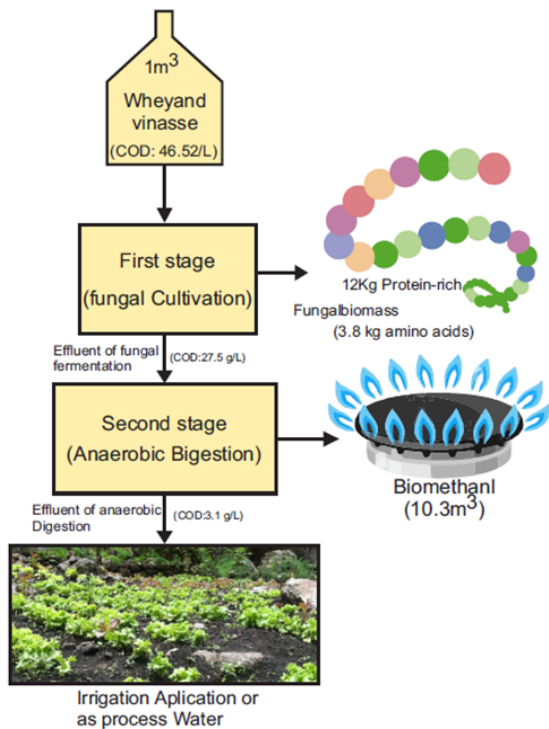 1m³
Wheyand
vinasse
(COD: 46.52/L)
First stage
(fungal Cultivation)
12Kg Protein-rich
Fungalbiomass
(3.8 kg amino acids)
Effluent of fungal
fermentation
(COD:27.5 g/L)
Second stage
(Anaerobic Bigestion)
Biomethanl
(10.3m³)
Effluent of anaerobic
Digestion
(COD:3.1 g/L)
Irrigation Aplication or
as process Water